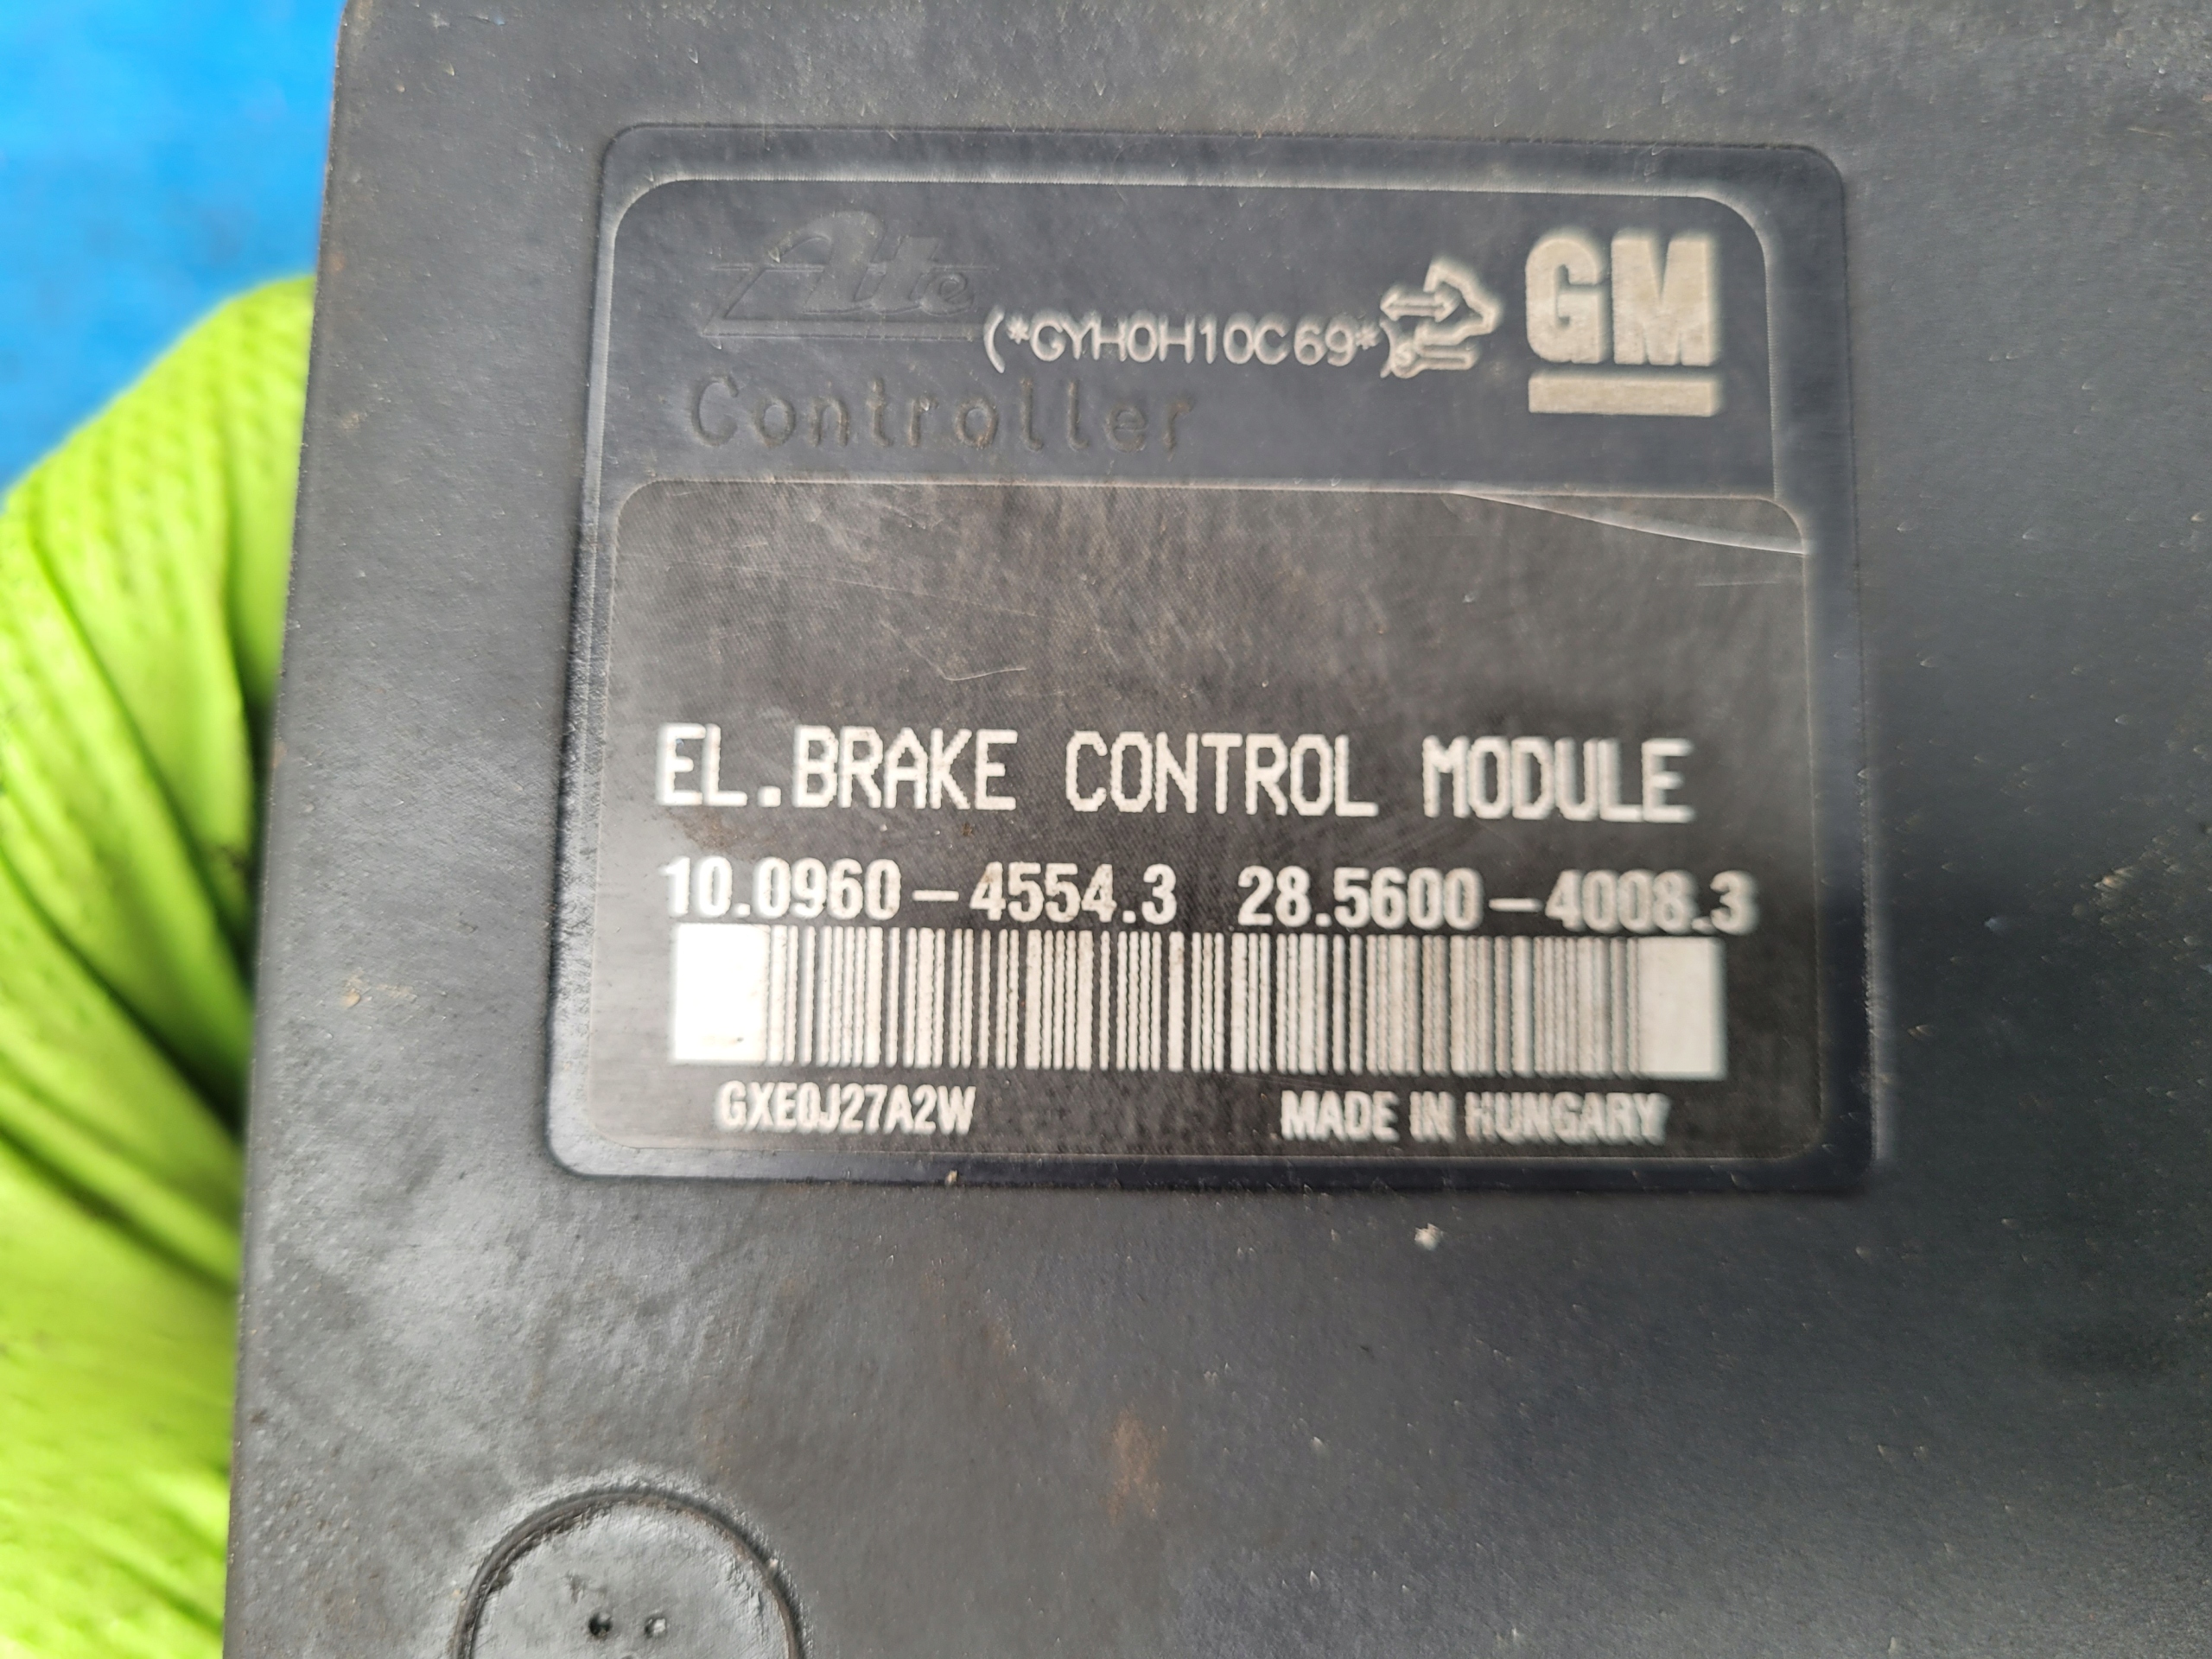 Ate
(*GYH0H10C69*)
GM
Controller
EL.BRAKE CONTROL MODULE
10.0960-4554.3 28.5600-4008.3
GXE0J27A2W MADE IN HUNGARY